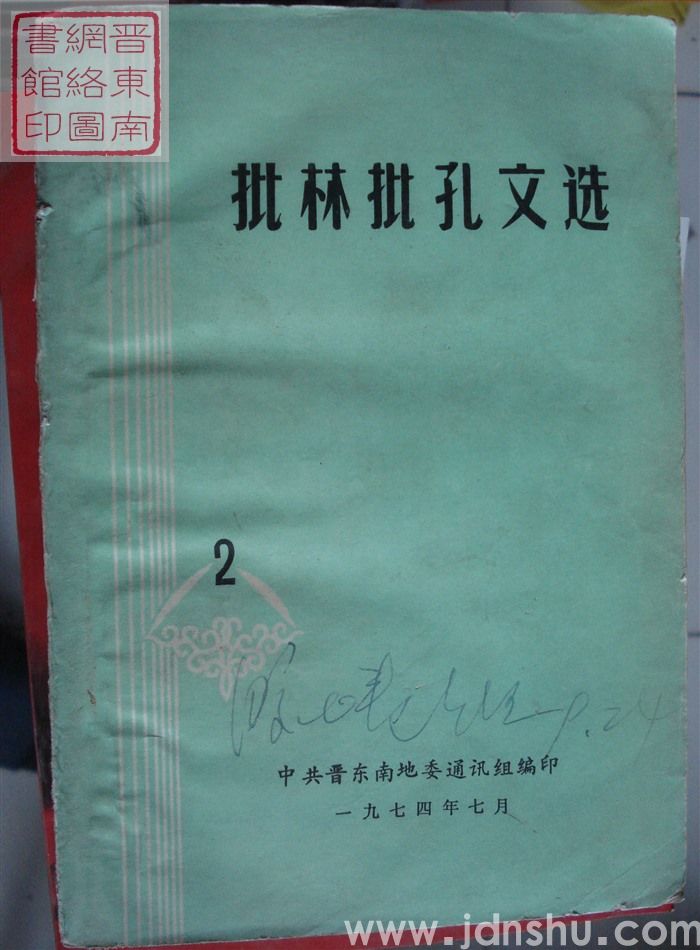 晋東南
網絡圖
書館印
批林批孔文选
2
9.24
中共晋东南地委通讯组编印
一九七四年七月
www.jdnshu.com